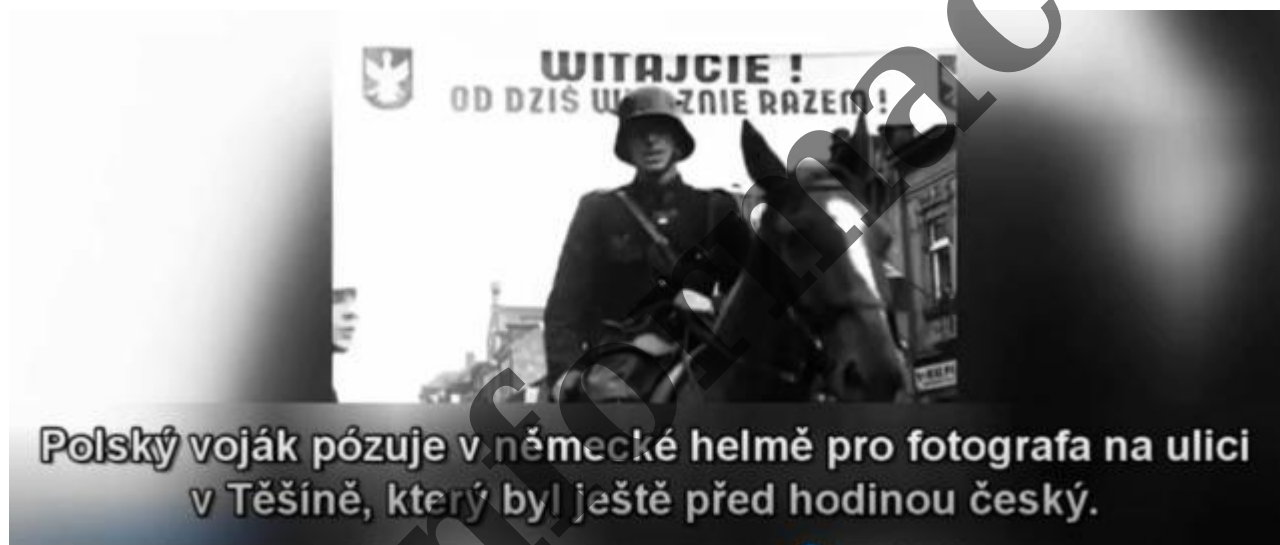 WITAJCIE !
OD DZIŚ RAZEM !
Polský voják pózuje v německé helmě pro fotografa na ulici
v Těšíně, který byl ještě před hodinou český.
nformac